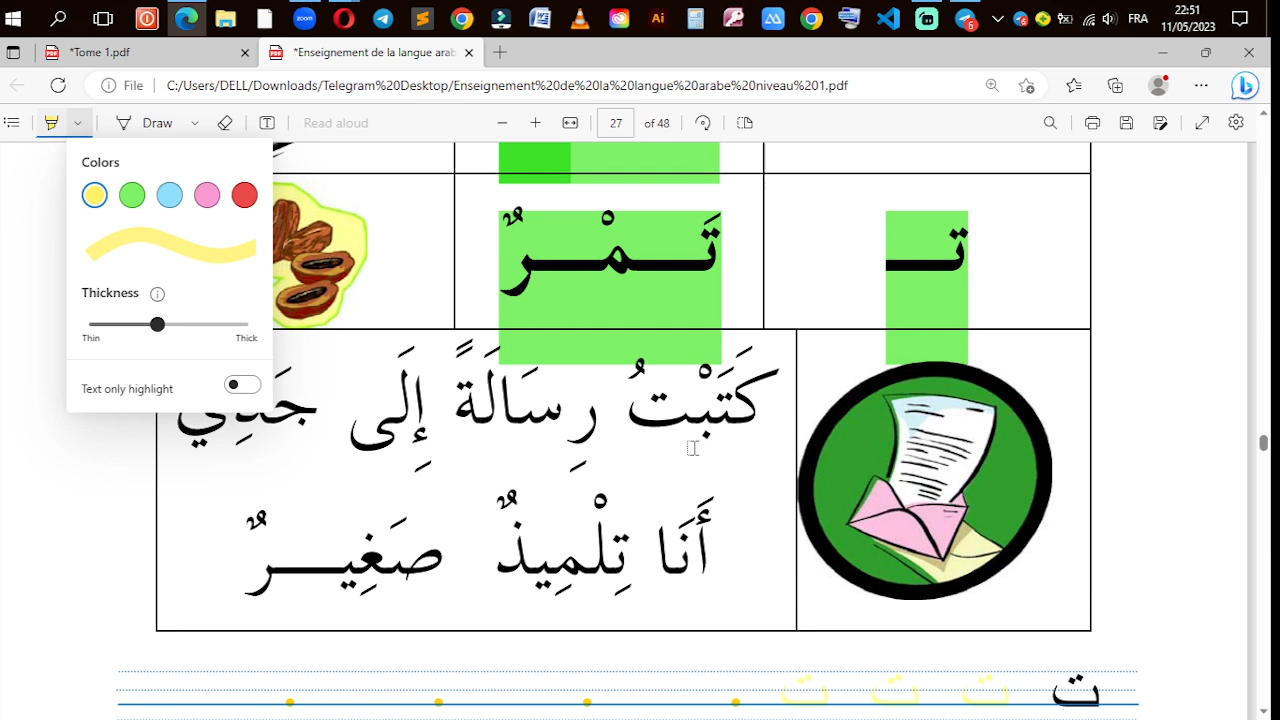 22:51
FRA
11/05/2023
*Tome 1.pdf
*Enseignement de la langue arab
File
C:/Users/DELL/Downloads/Telegram%20Desktop/Enseignement%20de%20la%20langue%20arabe%20niveau%201.pdf
Draw
Read aloud
27 of 48
Colors
Thickness
Thin Thick
Text only highlight
تـــمْـــرٌ تـ
كَتَبْتُ رِسَالَةً إِلَى جَدِّي
أَنَا تِلْمِيذٌ صَغِيـــرٌ
ت ت ت ت